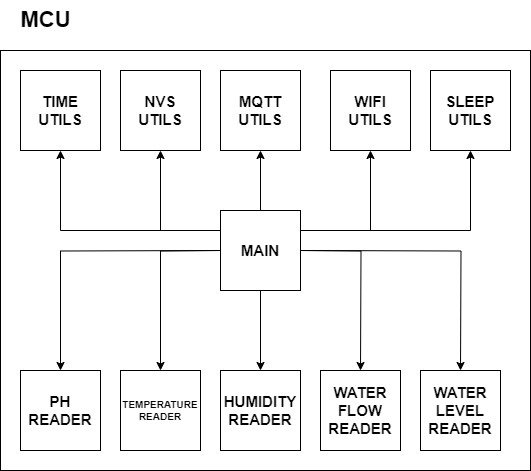 MCU
TIME
UTILS
NVS
UTILS
MQTT
UTILS
WIFI
UTILS
SLEEP
UTILS
MAIN
PH
READER
TEMPERATURE
READER
HUMIDITY
READER
WATER
FLOW
READER
WATER
LEVEL
READER